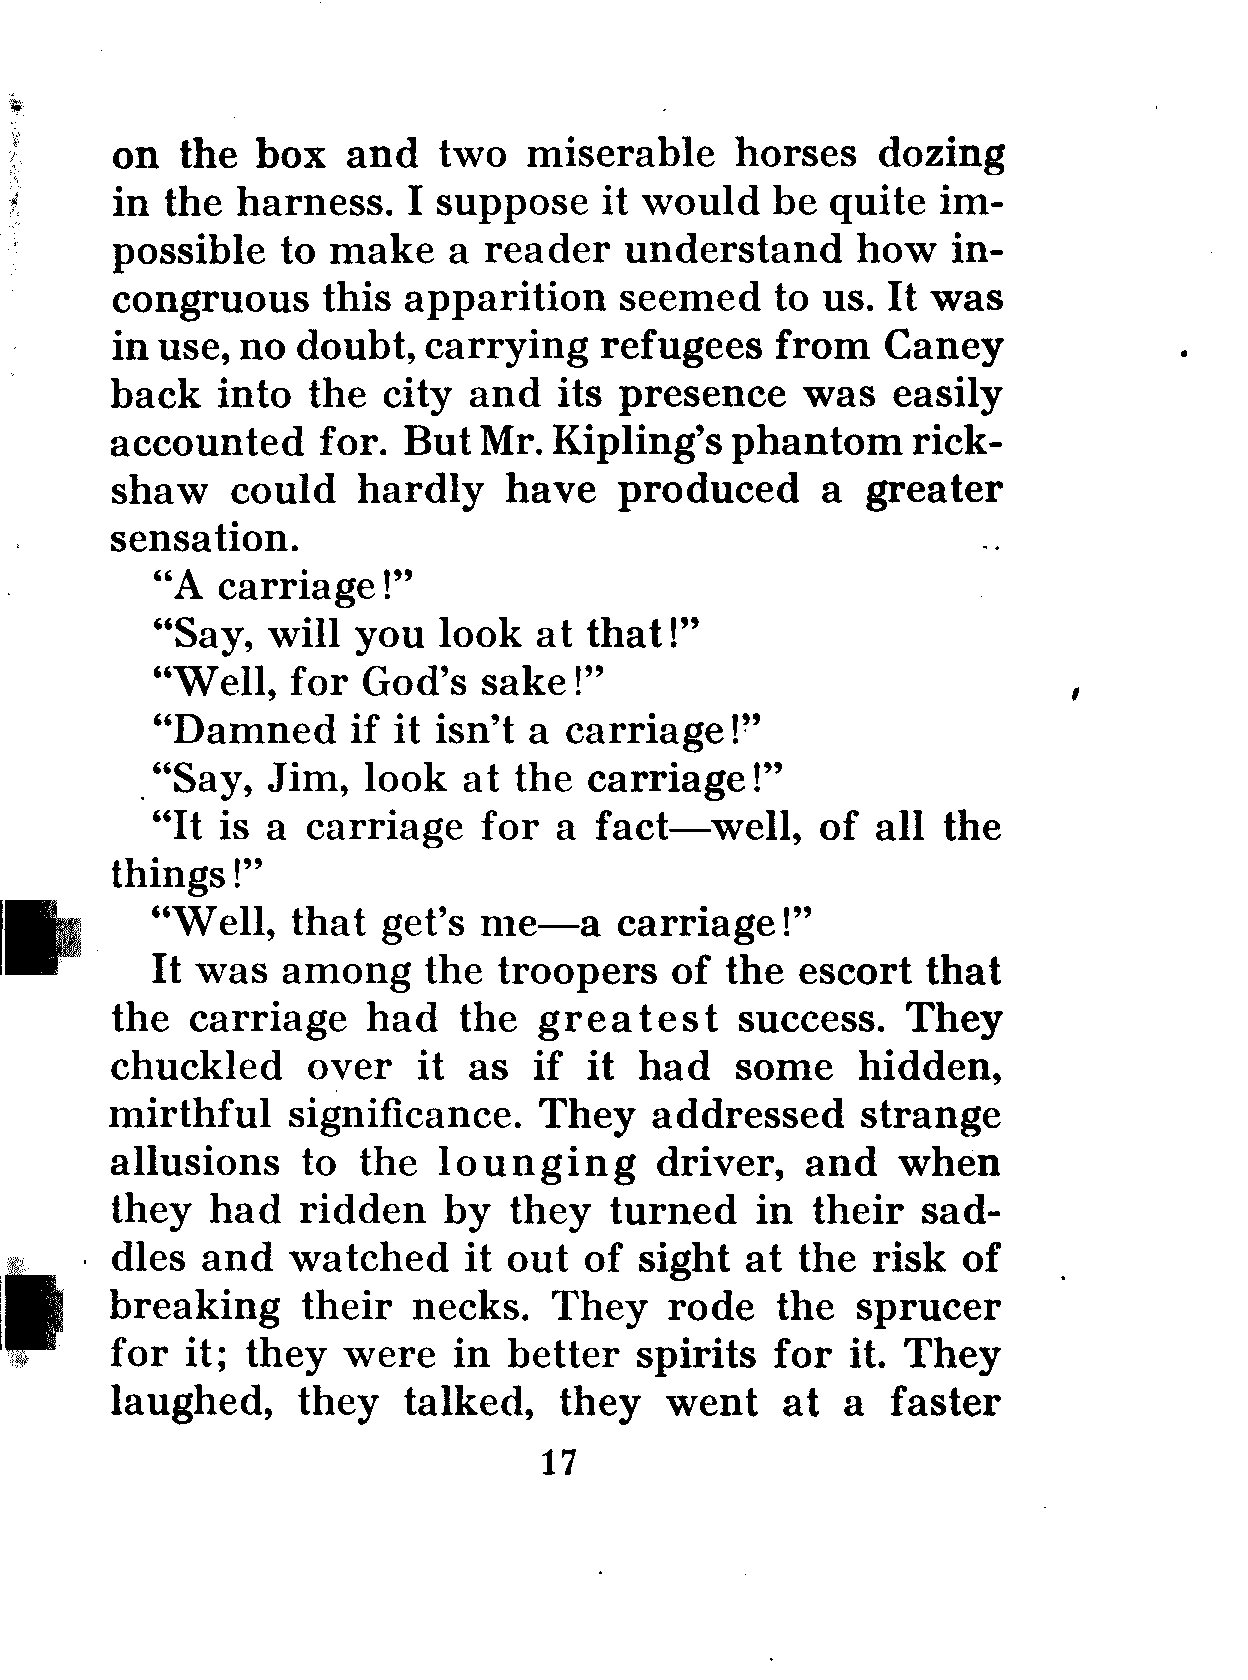 on the box and two miserable horses dozing
in the harness. I suppose it would be quite im-
possible to make a reader understand how in-
congruous this apparition seemed to us. It was
in use, no doubt, carrying refugees from Caney
back into the city and its presence was easily
accounted for. But Mr. Kipling's phantom rick-
shaw could hardly have produced a greater
sensation.
“A carriage!”
“Say, will you look at that!”
“Well, for God's sake!”
“Damned if it isn't a carriage!”
“Say, Jim, look at the carriage!”
“It is a carriage for a fact—well, of all the
things!”
“Well, that get's me—a carriage!”
It was among the troopers of the escort that
the carriage had the greatest success. They
chuckled over it as if it had some hidden,
mirthful significance. They addressed strange
allusions to the lounging driver, and when
they had ridden by they turned in their sad-
dles and watched it out of sight at the risk of
breaking their necks. They rode the sprucer
for it; they were in better spirits for it. They
laughed, they talked, they went at a faster
17